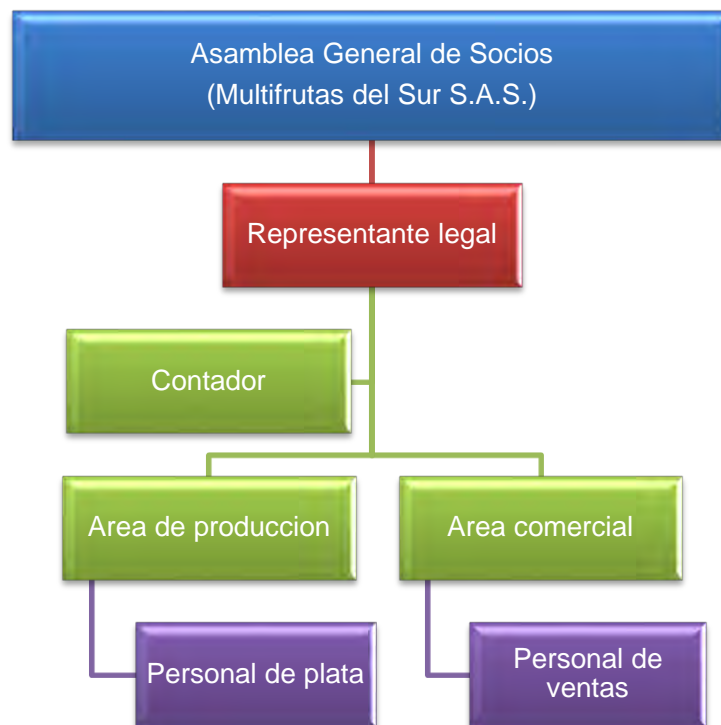 Asamblea General de Socios
(Multifrutas del Sur S.A.S.)
Representante legal
Contador
Area de produccion
Area comercial
Personal de plata
Personal de
ventas